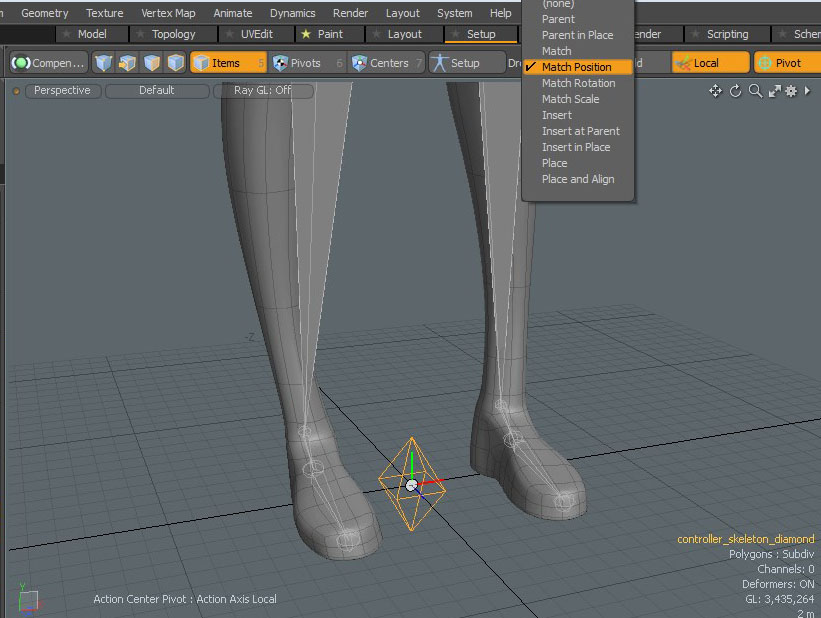 Geometry Texture Vertex Map Animate Dynamics Render Layout System Help
Model Topology UVEdit Paint Layout Setup ender Scripting Schem
Compen... Items 5 Pivots 6 Centers 7 Setup Dr d Local Pivot
(none)
Parent
Parent in Place
Match
Match Position
Match Rotation
Match Scale
Insert
Insert at Parent
Insert in Place
Place
Place and Align
Perspective Default Ray GL: Off
-Z
controller_skeleton_diamond
Polygons : Subdiv
Channels: 0
Deformers: ON
GL: 3,435,264
2 m
Y
Action Center Pivot : Action Axis Local